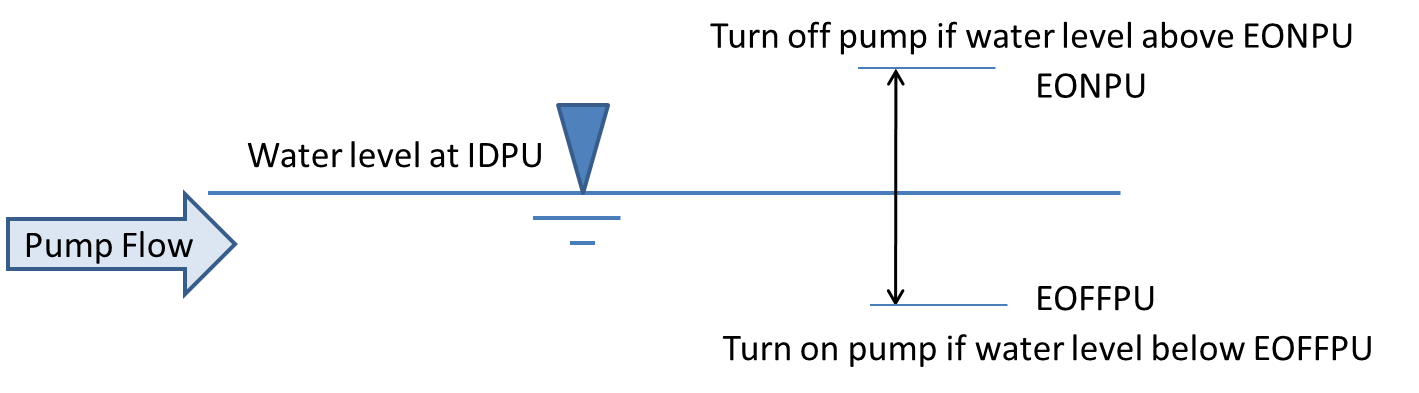 Turn off pump if water level above EONPU
EONPU
Water level at IDPU
Pump Flow
EOFFPU
Turn on pump if water level below EOFFPU